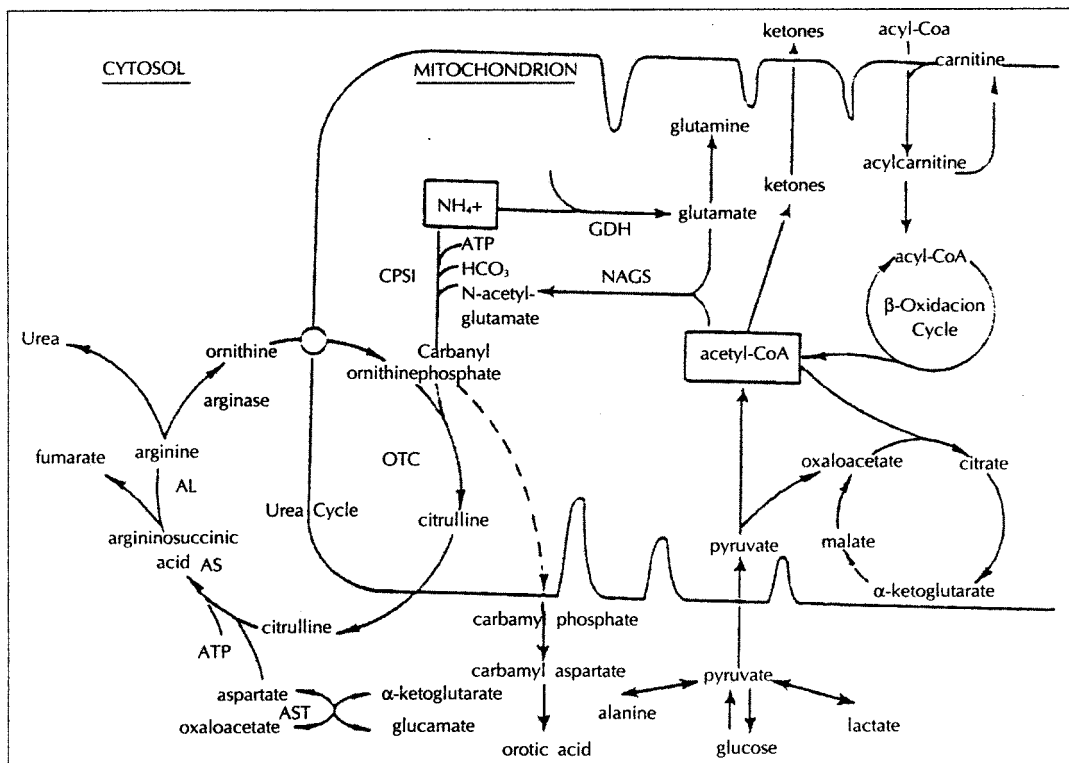 ketones
acyl-Coa
carnitine
CYTOSOL
MITOCHONDRION
glutamine
acylcarnitine
ketones
NH₄+
GDH
glutamate
ATP
HCO₃
N-acetyl-
glutamate
CPSI
NAGS
acyl-CoA
β-Oxidacion
Cycle
Urea
ornithine
Carbanyl
ornithinephosphate
acetyl-CoA
arginase
arginine
fumarate
AL
OTC
oxaloacetate
citrate
Urea Cycle
citrulline
argininosuccinic
acid AS
pyruvate
malate
α-ketoglutarate
citrulline
carbamyl phosphate
ATP
carbamyl aspartate
pyruvate
aspartate
α-ketoglutarate
AST
oxaloacetate
glucamate
alanine
lactate
orotic acid
glucose